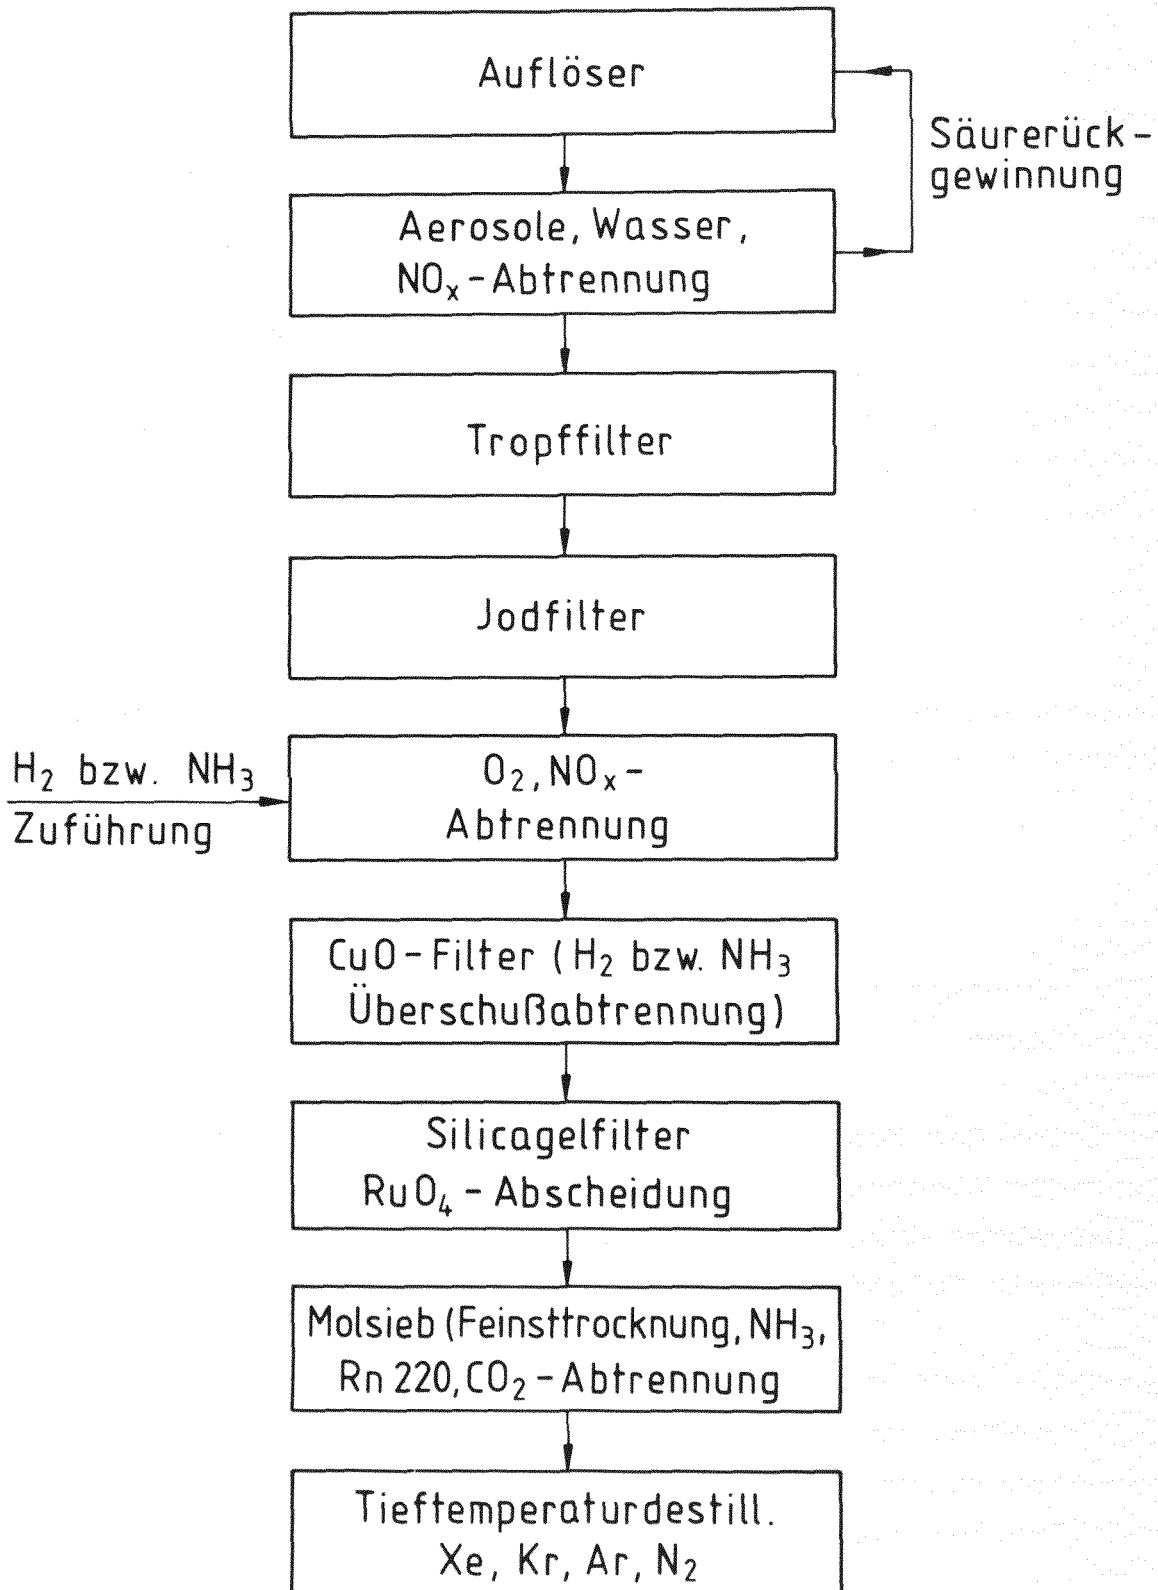 Auflöser
Säurerück-
gewinnung
Aerosole, Wasser,
NOₓ-Abtrennung
Tropffilter
Jodfilter
H₂ bzw. NH₃
Zuführung
O₂, NOₓ-
Abtrennung
CuO-Filter (H₂ bzw. NH₃
Überschußabtrennung)
Silicagelfilter
RuO₄-Abscheidung
Molsieb (Feinsttrocknung, NH₃,
Rn 220, CO₂-Abtrennung
Tieftemperaturdestill.
Xe, Kr, Ar, N₂